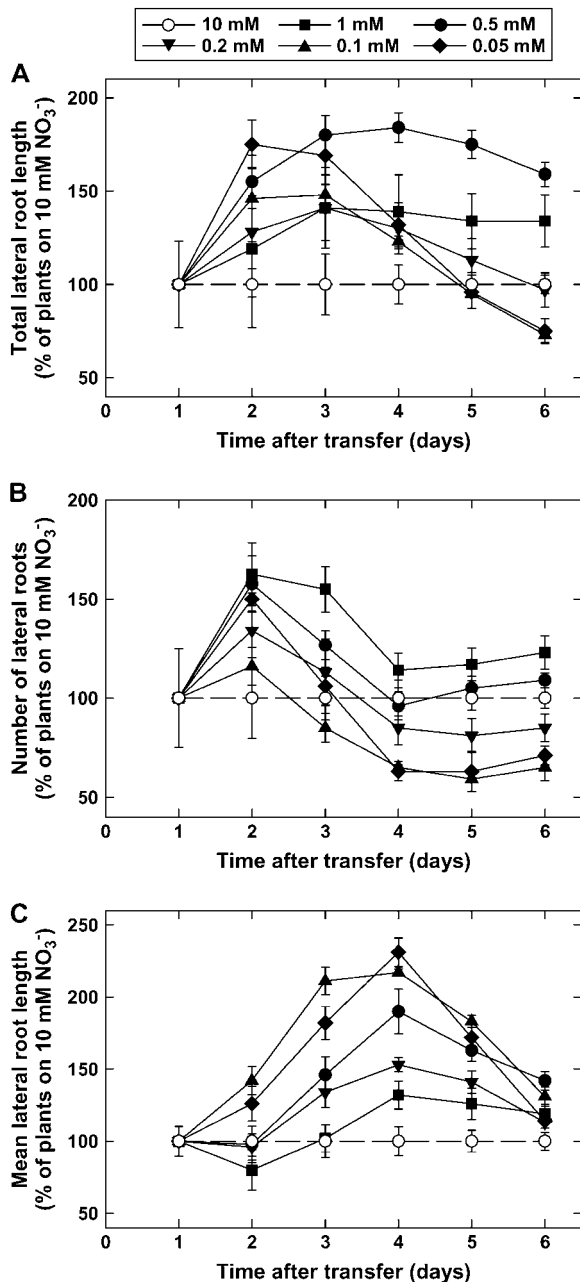 10 mM 1 mM 0.5 mM
0.2 mM 0.1 mM 0.05 mM
A
Total lateral root length
(% of plants on 10 mM NO₃⁻)
200
150
100
50
0 1 2 3 4 5 6
Time after transfer (days)
B
Number of lateral roots
(% of plants on 10 mM NO₃⁻)
200
150
100
50
0 1 2 3 4 5 6
Time after transfer (days)
C
Mean lateral root length
(% of plants on 10 mM NO₃⁻)
250
200
150
100
50
0 1 2 3 4 5 6
Time after transfer (days)